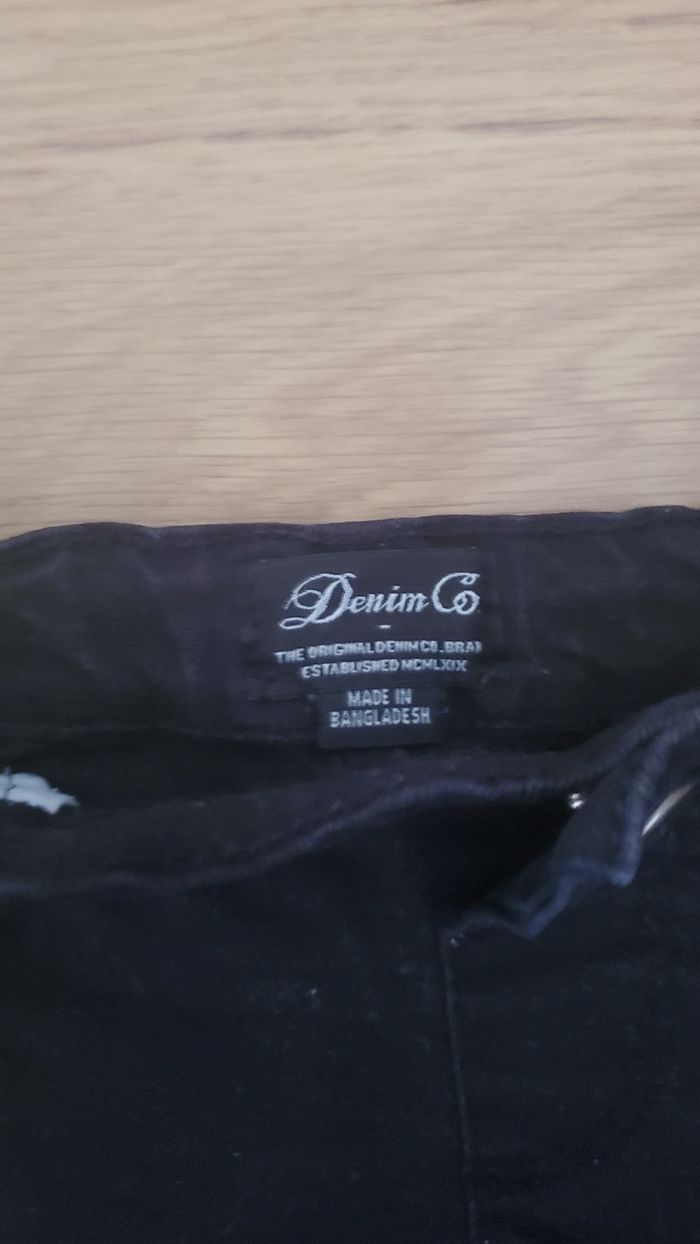 Denim Co
THE ORIGINAL DENIM CO. BRAN
ESTABLISHED MCMLXIX
MADE IN
BANGLADESH